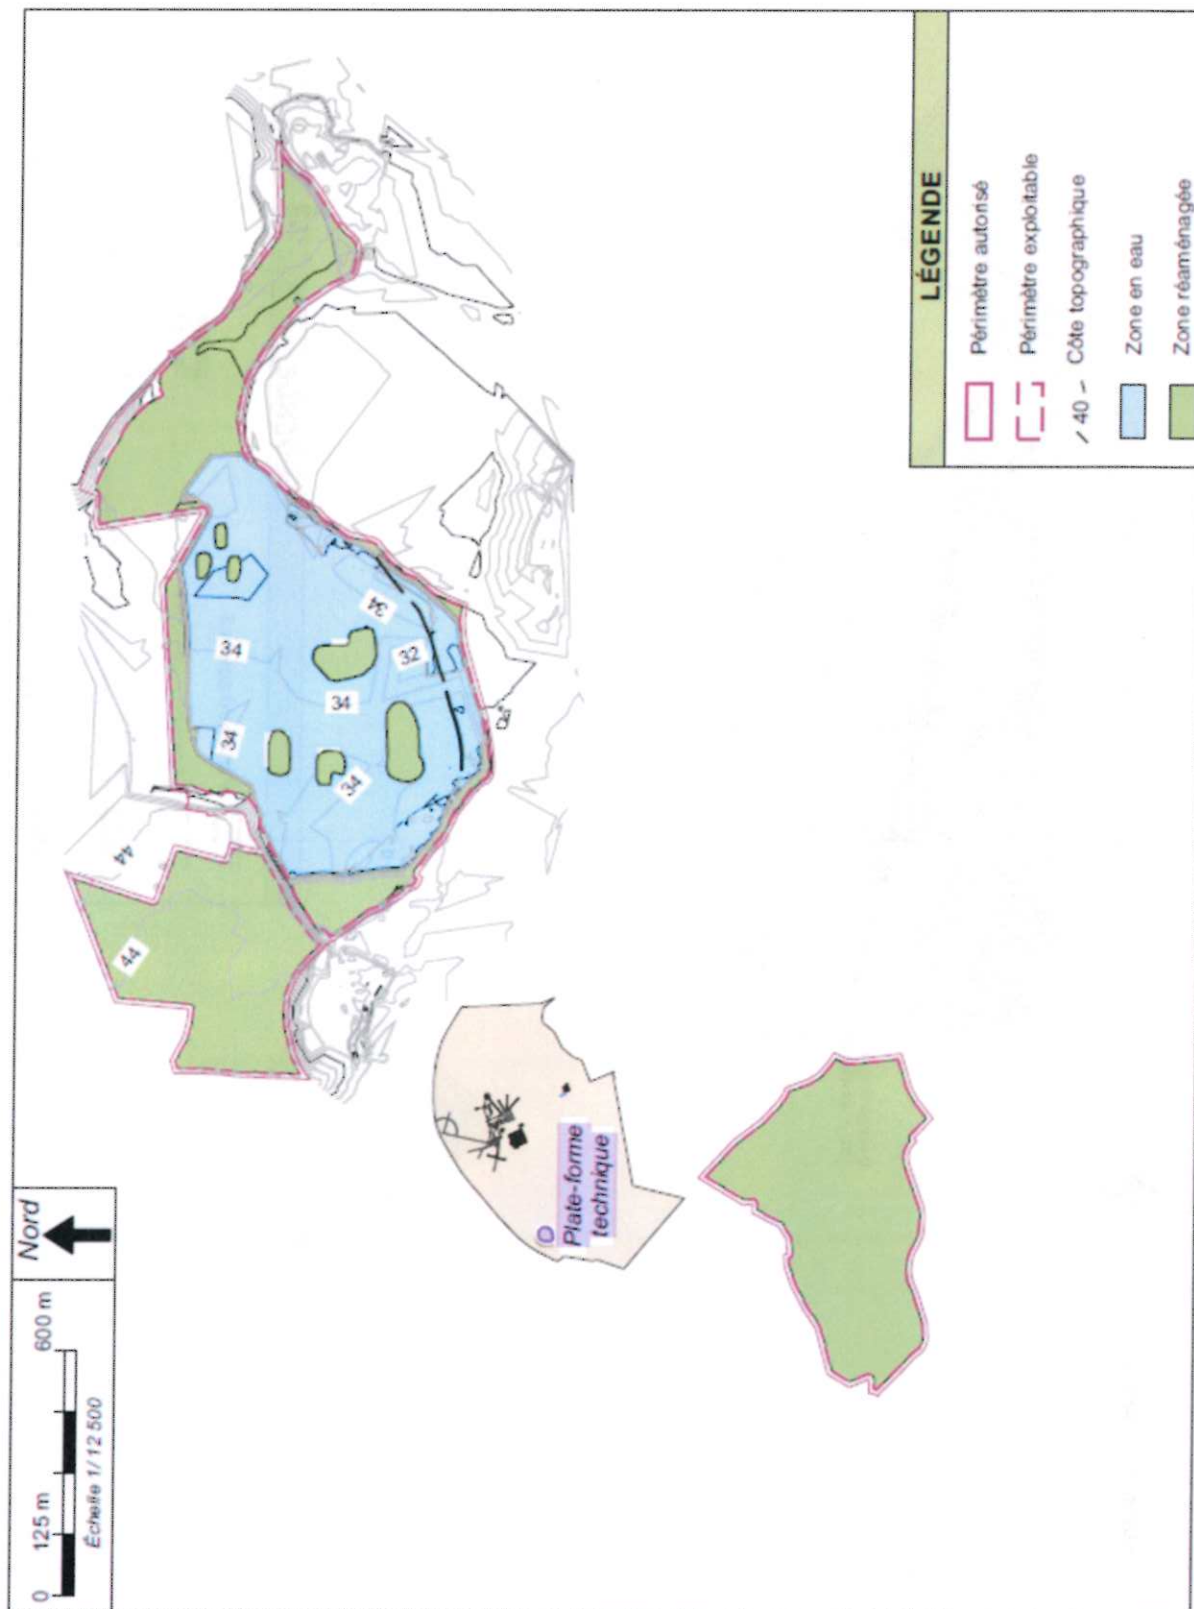 Nord
0 125 m 600 m
Échelle 1/ 12 500
44
44
34
34
34
34
34
32
Plate-forme
technique
LÉGENDE
Périmètre autorisé
Périmètre exploitable
40 Côte topographique
Zone en eau
Zone réaménagée